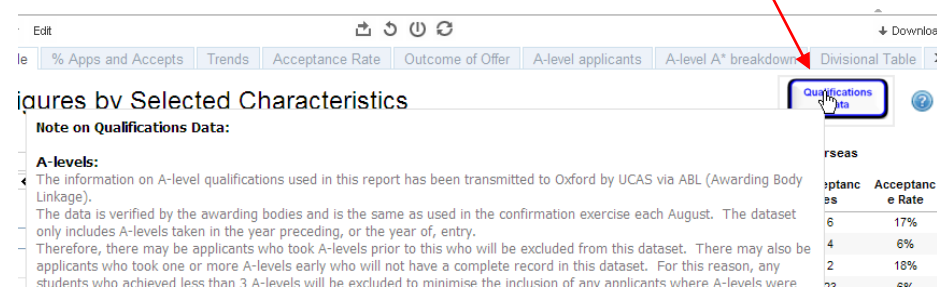 Edit
Downloa
le % Apps and Accepts Trends Acceptance Rate Outcome of Offer A-level applicants A-level A* breakdown Divisional Table
igures by Selected Characteristics
Qualifications
Data
?
Note on Qualifications Data:
rseas
A-levels:
The information on A-level qualifications used in this report has been transmitted to Oxford by UCAS via ABL (Awarding Body
eptanc Acceptanc
Linkage).
es e Rate
The data is verified by the awarding bodies and is the same as used in the confirmation exercise each August. The dataset
6 17%
only includes A-levels taken in the year preceding, or the year of, entry.
Therefore, there may be applicants who took A-levels prior to this who will be excluded from this dataset. There may also be
4 6%
applicants who took one or more A-levels early who will not have a complete record in this dataset. For this reason, any
2 18%
students who achieved less than 3 A-levels will be excluded to minimise the inclusion of any applicants where A-levels were
23 6%